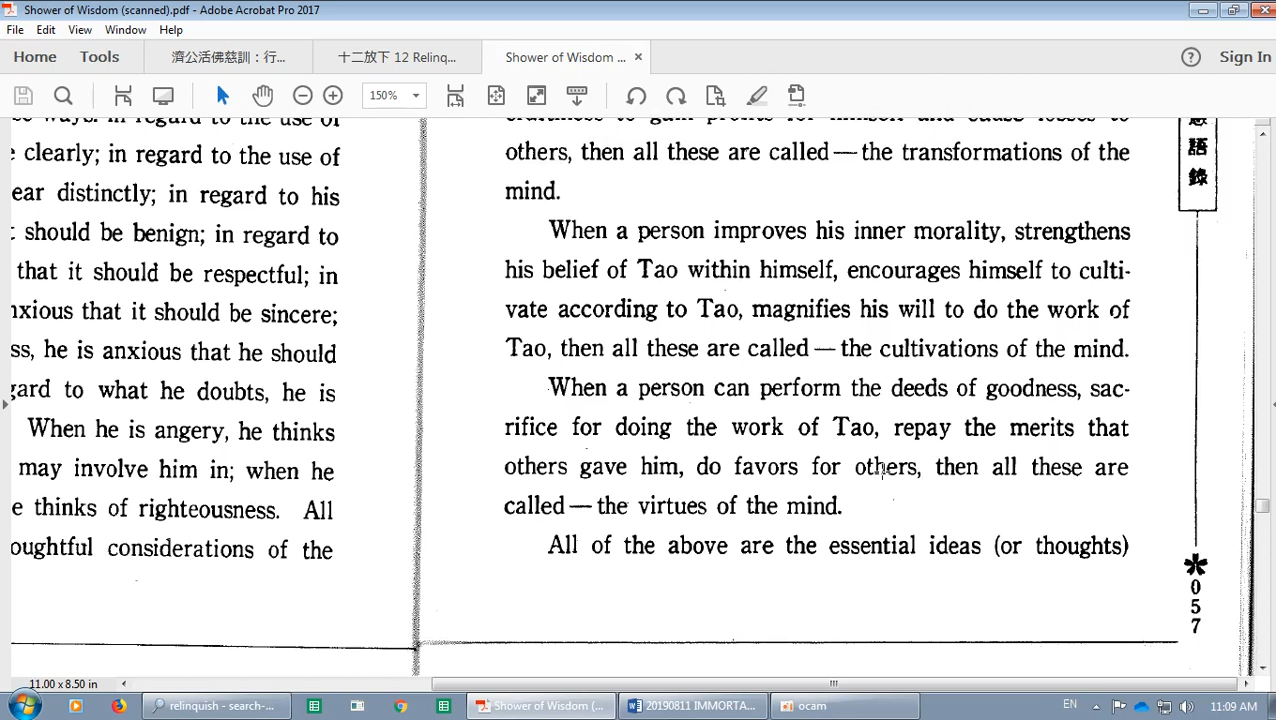 Shower of Wisdom (scanned).pdf - Adobe Acrobat Pro 2017
File Edit View Window Help
Home Tools 濟公活佛慈訓：行... 十二放下 12 Relinq... Shower of Wisdom ... × Sign In
150%
clearly; in regard to the use of
ear distinctly; in regard to his
should be benign; in regard to
that it should be respectful; in
nxious that it should be sincere;
ss, he is anxious that he should
gard to what he doubts, he is
When he is angery, he thinks
may involve him in; when he
e thinks of righteousness. All
oughtful considerations of the
others, then all these are called—the transformations of the
mind.
When a person improves his inner morality, strengthens
his belief of Tao within himself, encourages himself to culti-
vate according to Tao, magnifies his will to do the work of
Tao, then all these are called—the cultivations of the mind.
When a person can perform the deeds of goodness, sac-
rifice for doing the work of Tao, repay the merits that
others gave him, do favors for others, then all these are
called—the virtues of the mind.
All of the above are the essential ideas (or thoughts)
語錄
057
11.00 x 8.50 in
relinquish - search-... Shower of Wisdom (... 20190811 IMMORTA... ocam EN 11:09 AM